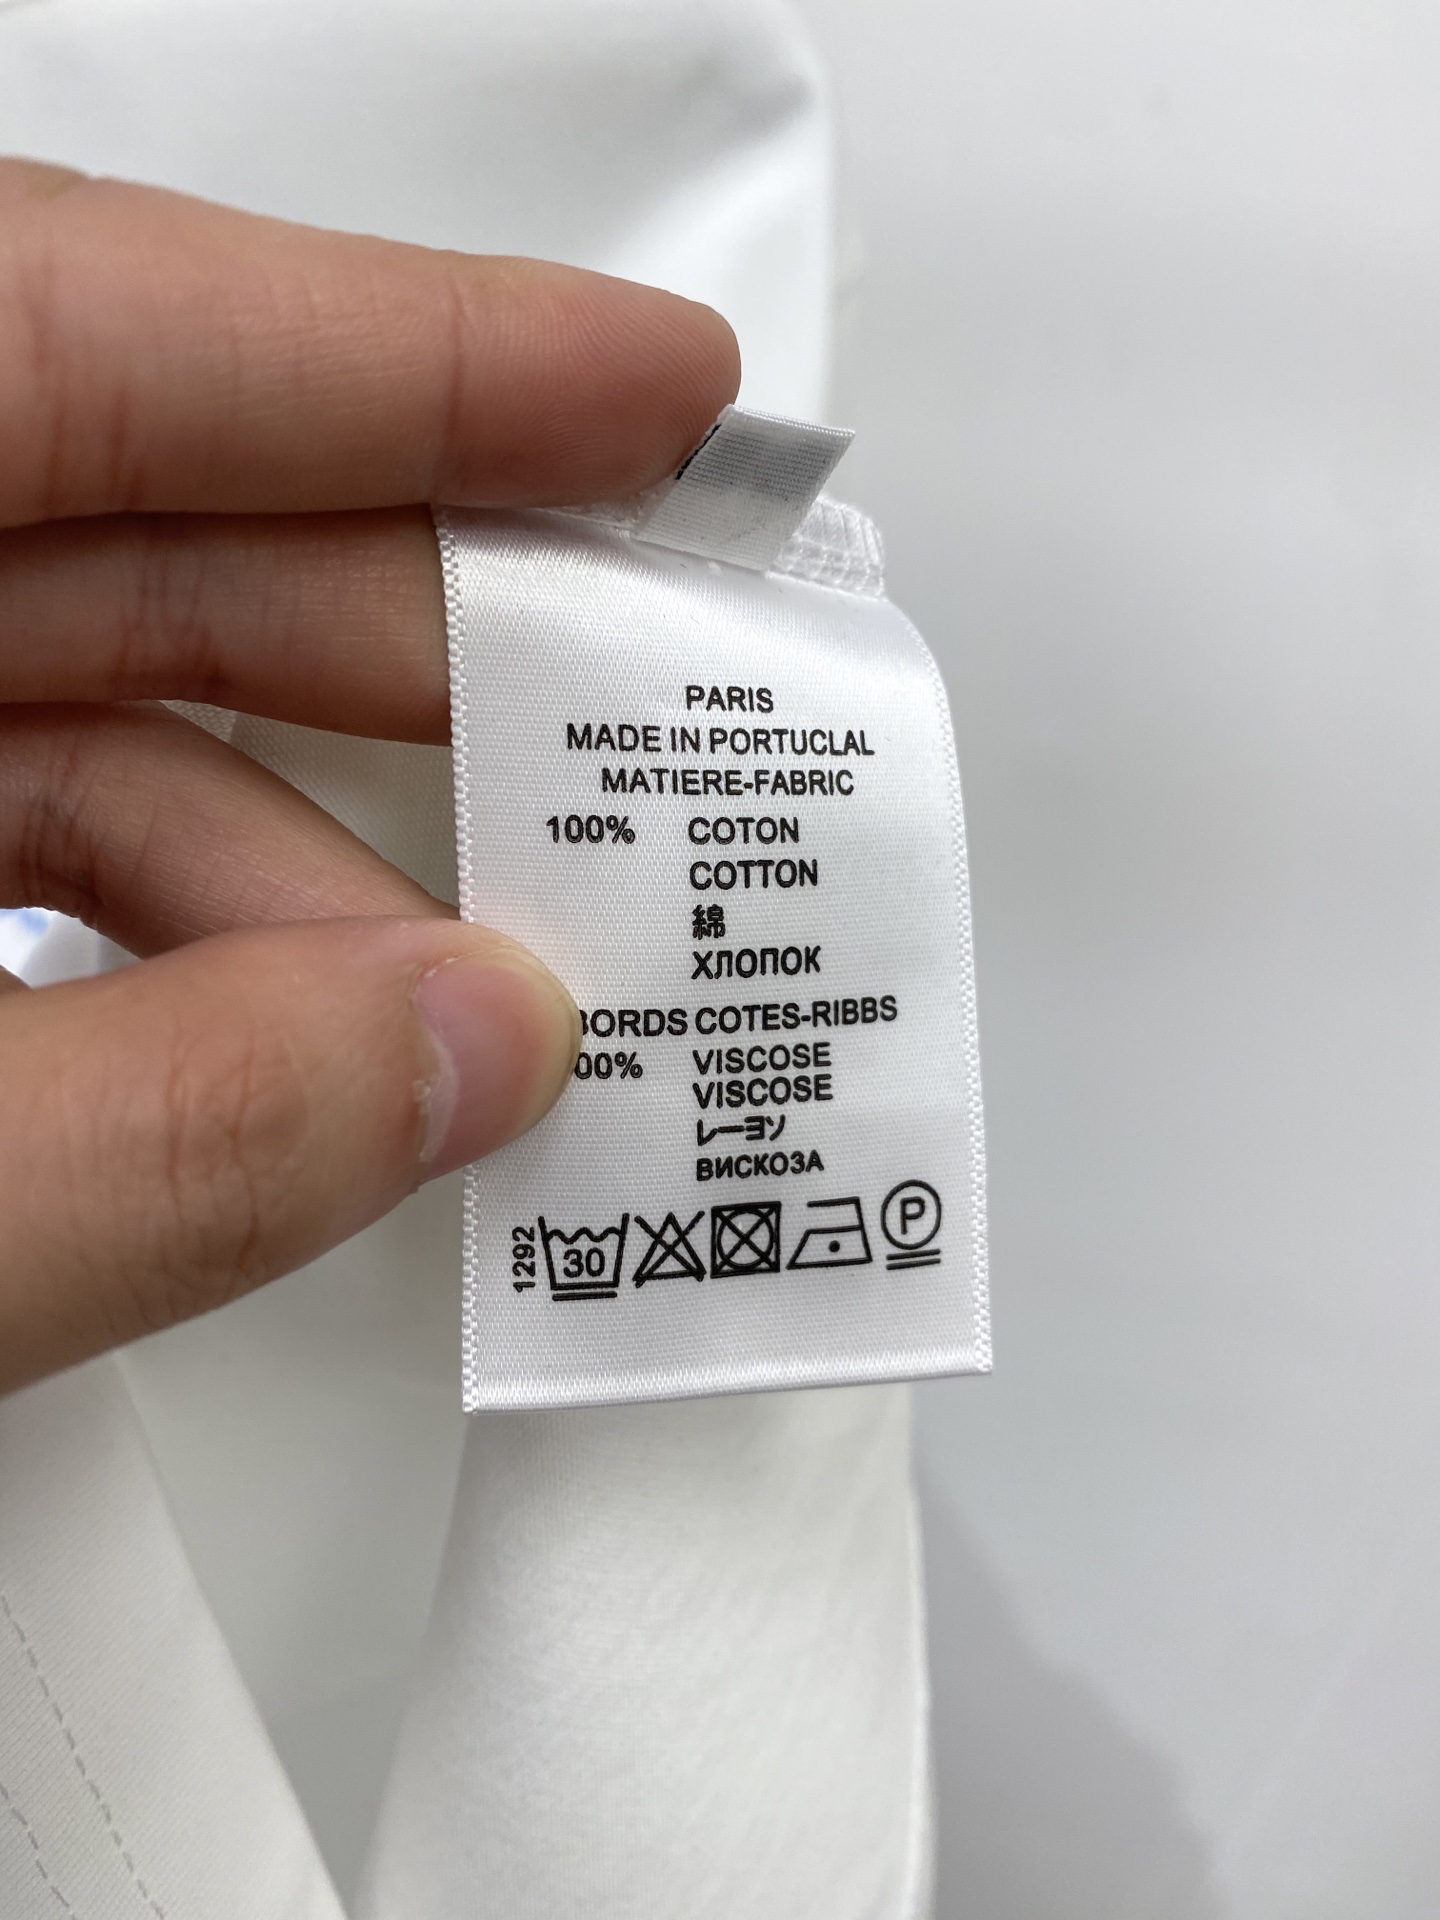 PARIS
MADE IN PORTUCLAL
MATIERE-FABRIC
100% COTON
COTTON
綿
ХЛОПОК
BORDS COTES-RIBBS
00% VISCOSE
VISCOSE
レーヨソ
ВИСКОЗА
1292 30 P